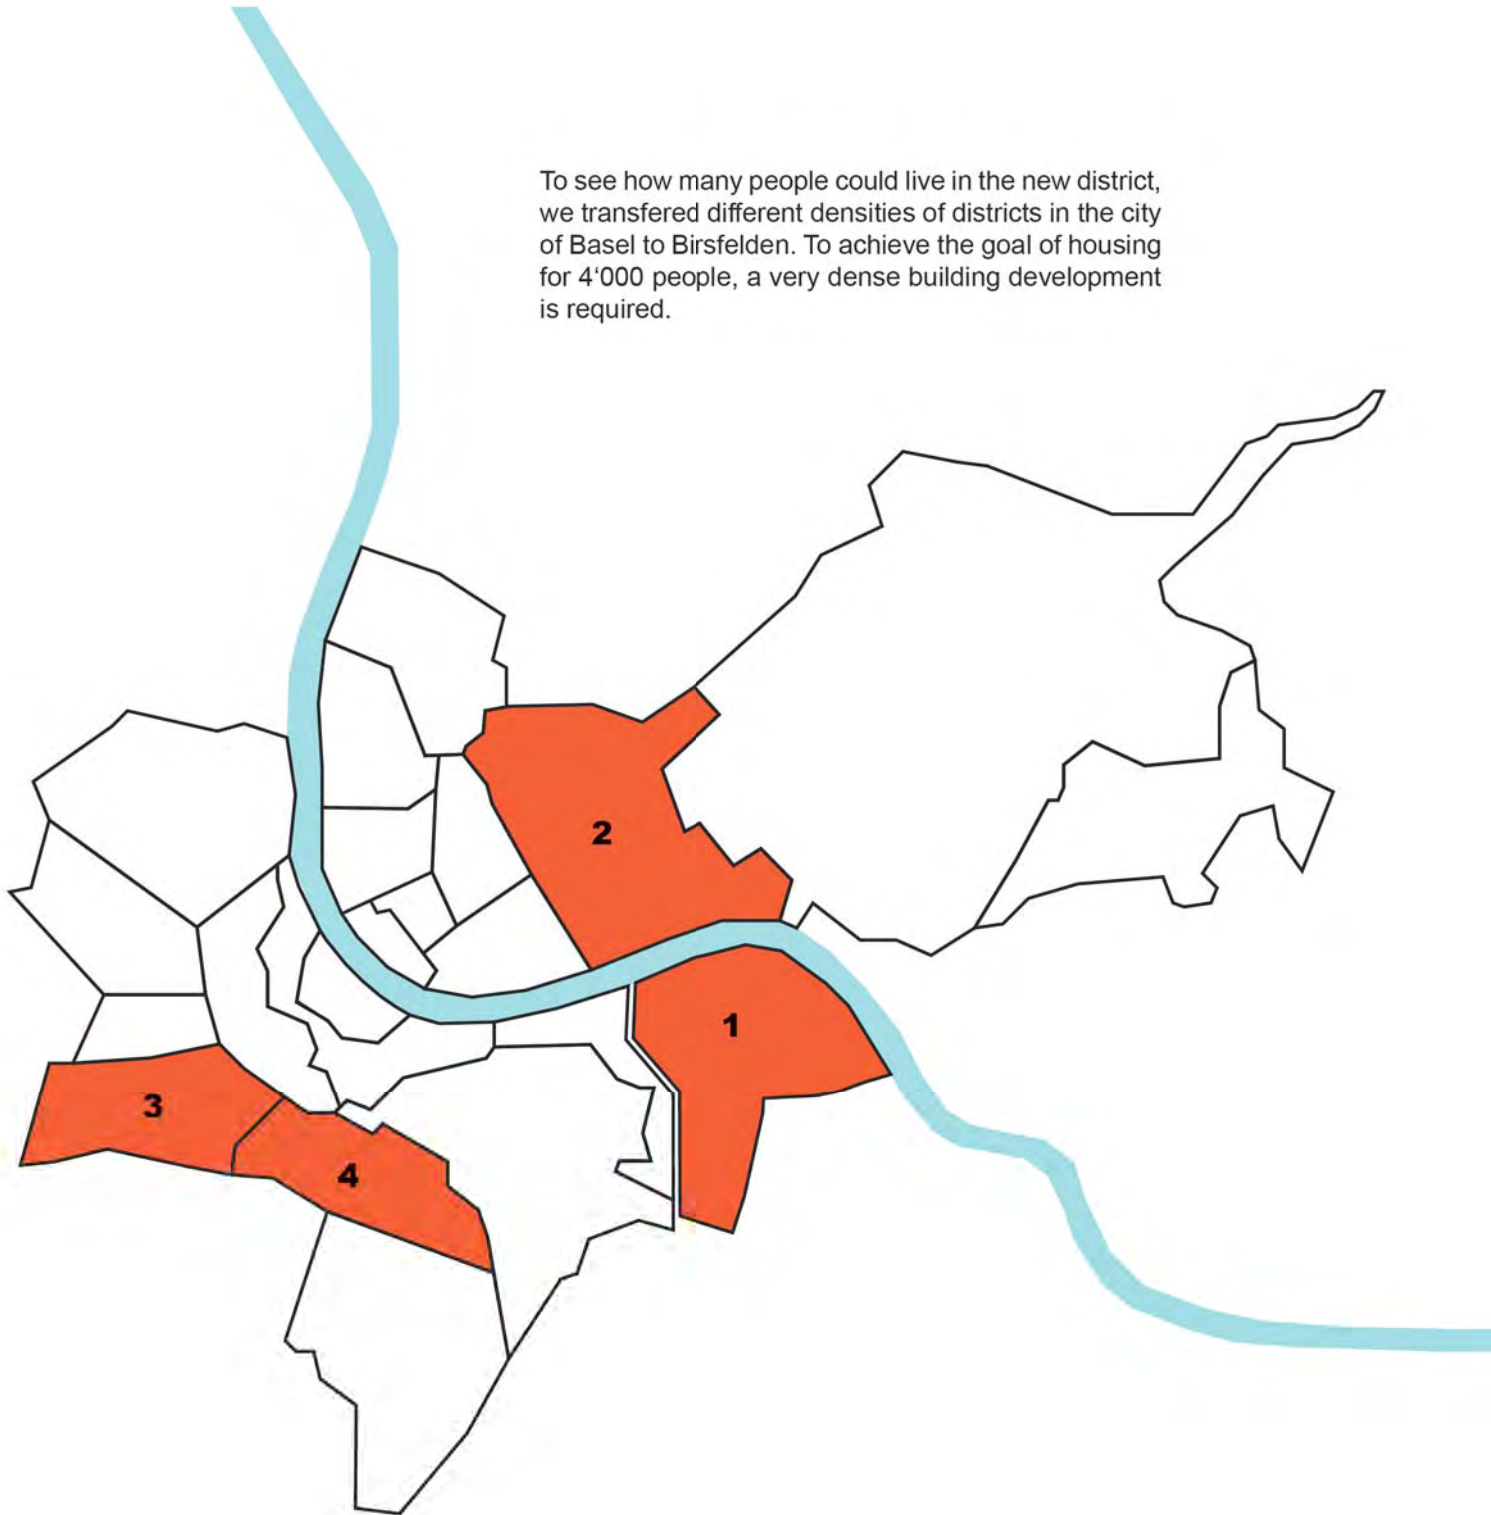 To see how many people could live in the new district,
we transfered different densities of districts in the city
of Basel to Birsfelden. To achieve the goal of housing
for 4‘000 people, a very dense building development
is required.
2
1
3
4